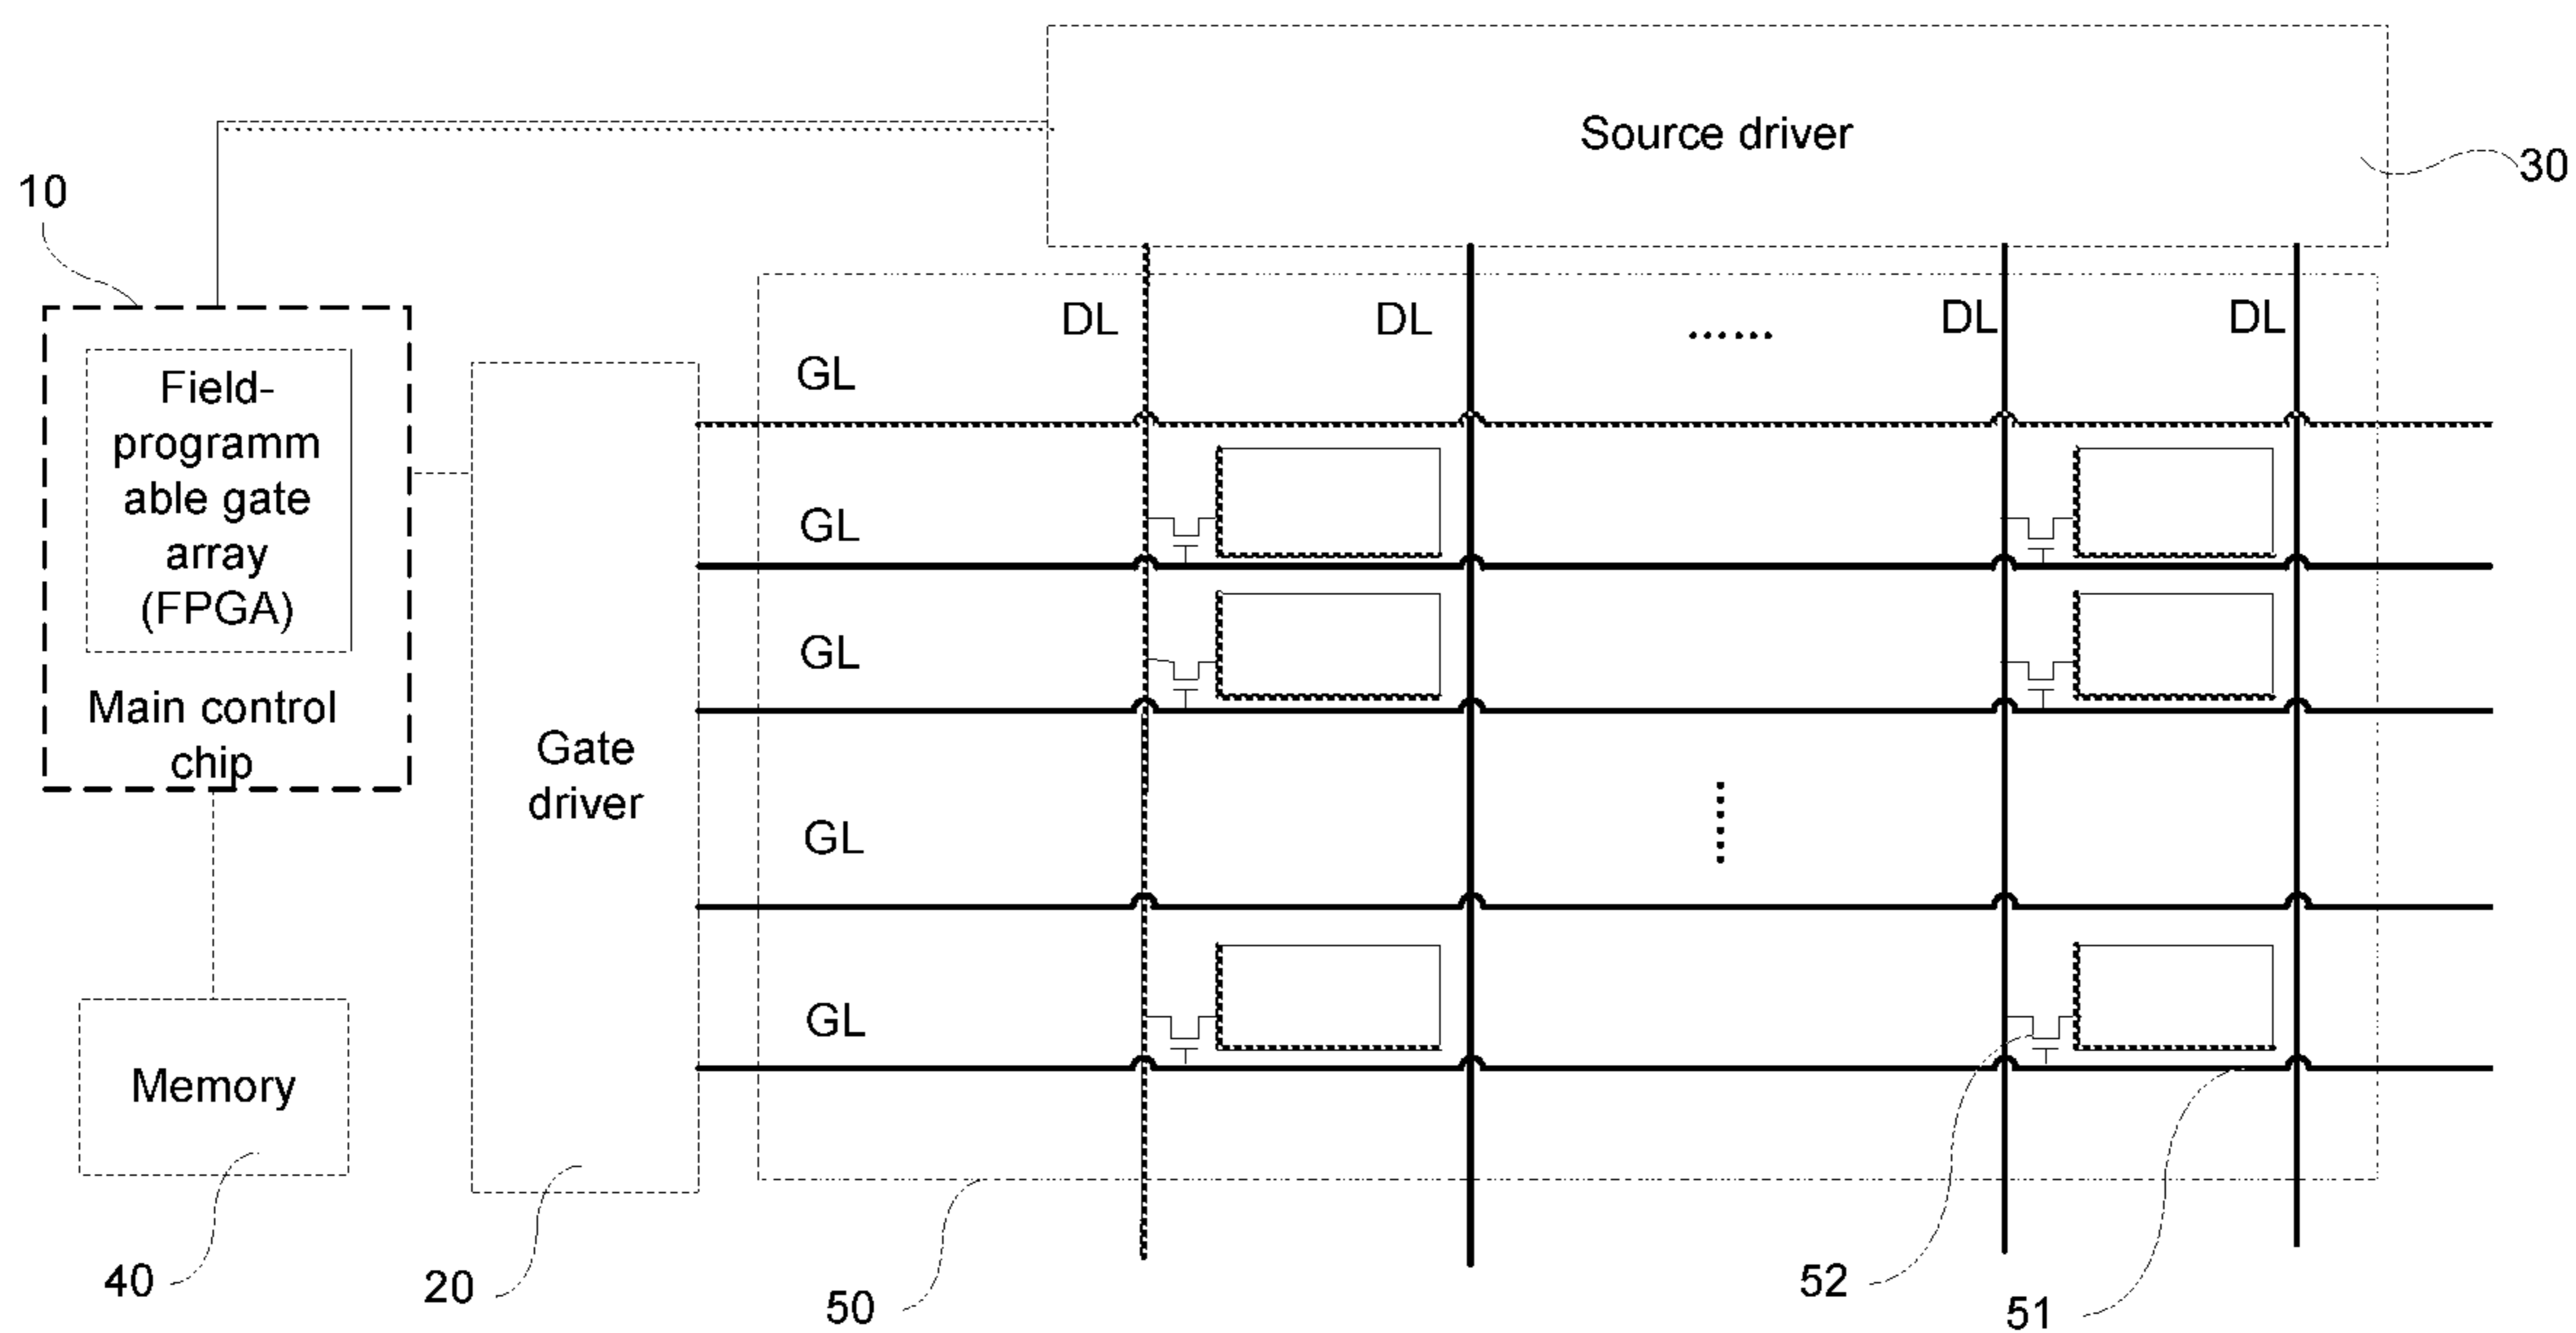 Source driver
30
10
DL
DL
......
DL
DL
GL
Field-
programm
able gate
array
(FPGA)
GL
GL
Main control
chip
Gate
driver
GL
GL
Memory
40
20
50
52
51